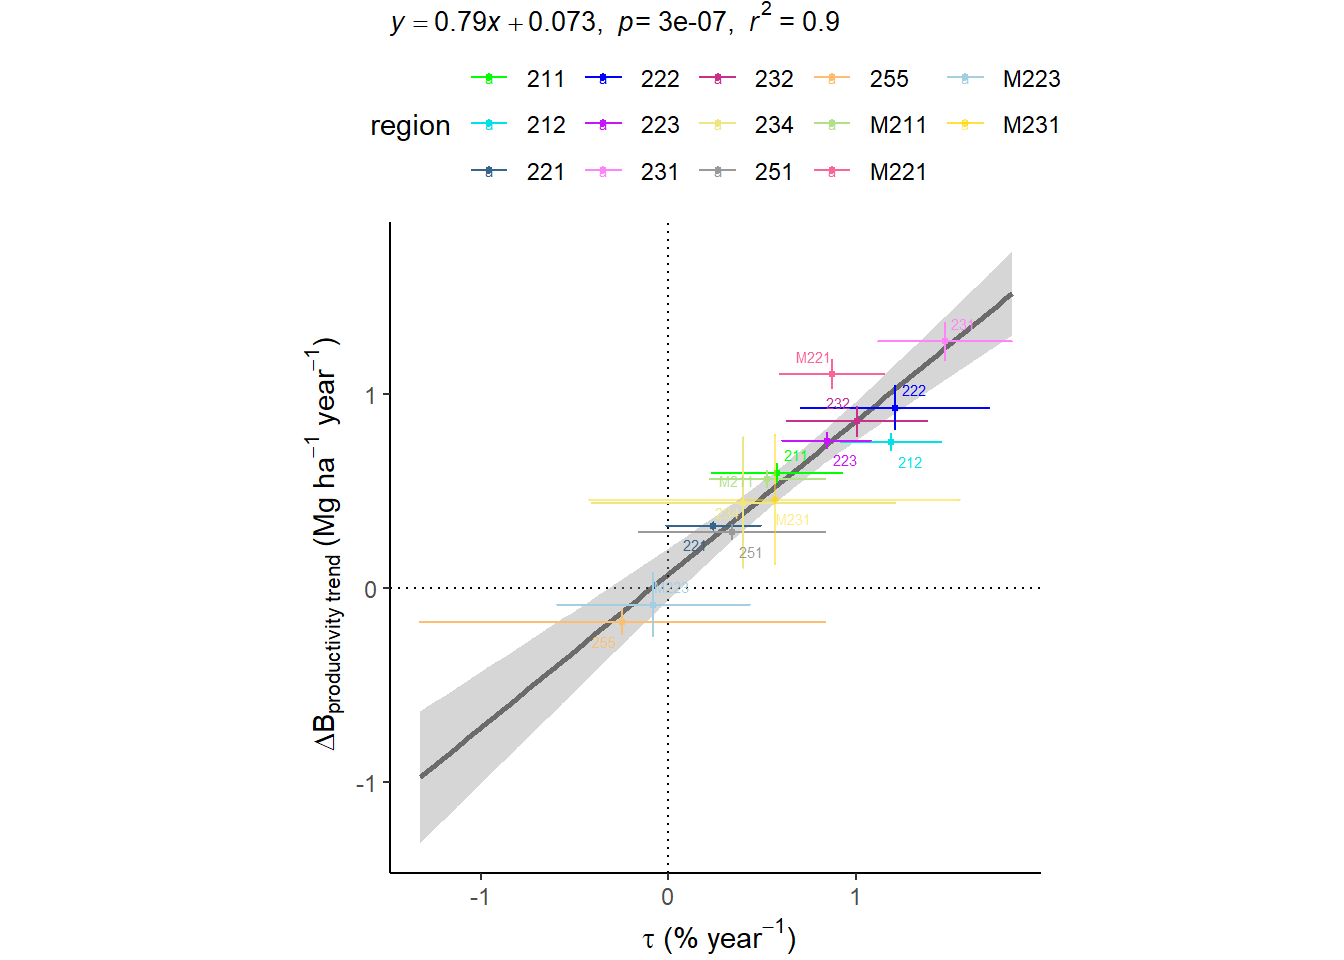 y = 0.79x + 0.073, p= 3e-07, r² = 0.9
211 222 232 255 M223
region 212 223 234 M211 M231
221 231 251 M221
ΔBproductivity trend (Mg ha⁻¹ year⁻¹)
1
0
-1
231
M221
222
232
211
223
212
M211
M231
221
251
M223
255
-1 0 1
τ (% year⁻¹)